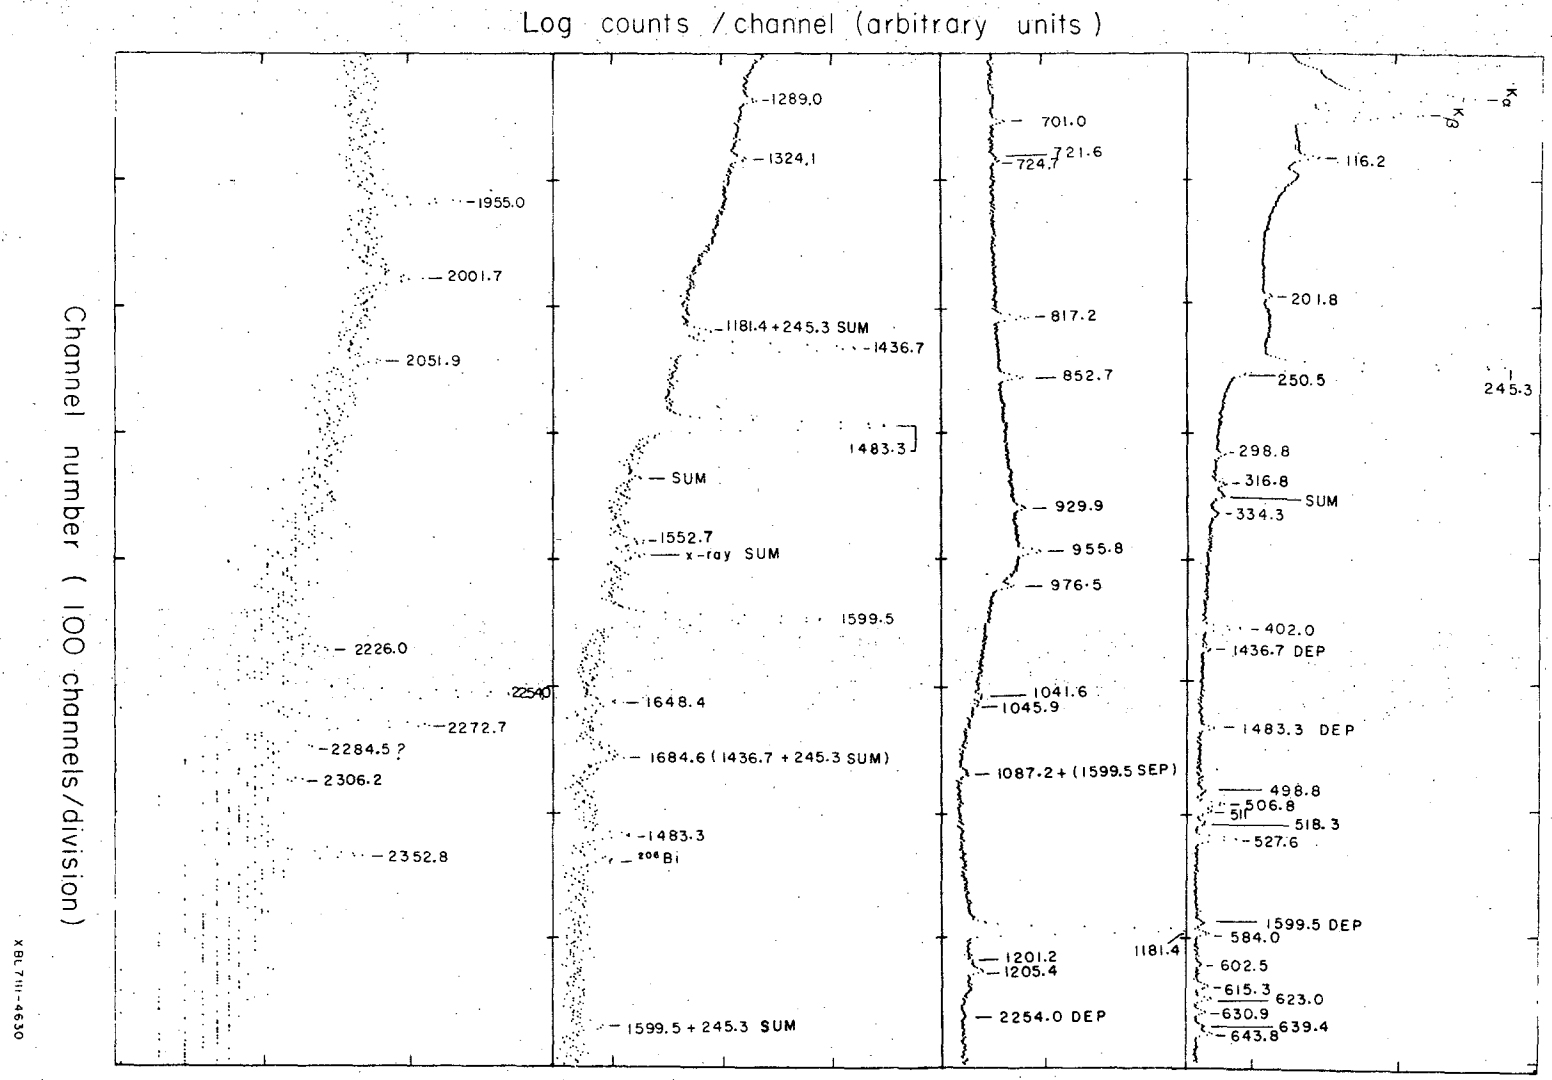 Log counts / channel (arbitrary units)
Kα
Kβ
116.2
201.8
250.5
245.3
298.8
316.8
SUM
334.3
402.0
1436.7 DEP
1483.3 DEP
498.8
506.8
511
518.3
527.6
1599.5 DEP
584.0
602.5
615.3
623.0
630.9
639.4
643.8
701.0
721.6
724.7
817.2
852.7
929.9
955.8
976.5
1041.6
1045.9
1087.2 + (1599.5 SEP)
1181.4
1201.2
1205.4
2254.0 DEP
1289.0
1324.1
1181.4 + 245.3 SUM
1436.7
1483.3
SUM
1552.7
x-ray SUM
1599.5
1648.4
1684.6 (1436.7 + 245.3 SUM)
1483.3
²⁰⁶Bi
1599.5 + 245.3 SUM
1955.0
2001.7
2051.9
2226.0
2254.0
2272.7
2284.5 ?
2306.2
2352.8
Channel number ( 100 channels/division)
XBL 7111-4630